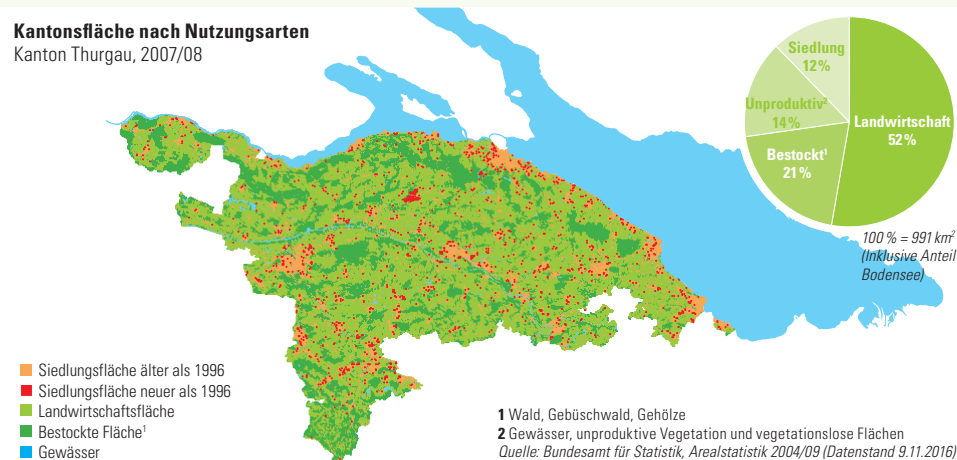 Kantonsfläche nach Nutzungsarten
Kanton Thurgau, 2007/08
Siedlung
12%
Unproduktiv²
14%
Landwirtschaft
52%
Bestockt¹
21%
100% = 991 km²
(Inklusive Anteil
Bodensee)
Siedlungsfläche älter als 1996
Siedlungsfläche neuer als 1996
Landwirtschaftsfläche
Bestockte Fläche¹
Gewässer
1 Wald, Gebüschwald, Gehölze
2 Gewässer, unproduktive Vegetation und vegetationslose Flächen
Quelle: Bundesamt für Statistik, Arealstatistik 2004/09 (Datenstand 9.11.2016)